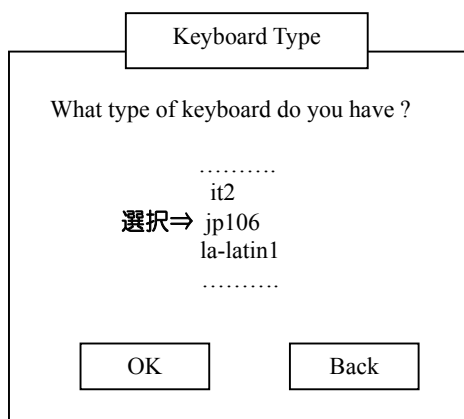 Keyboard Type
What type of keyboard do you have ?
……….
it2
選択⇒ jp106
la-latin1
……….
OK
Back